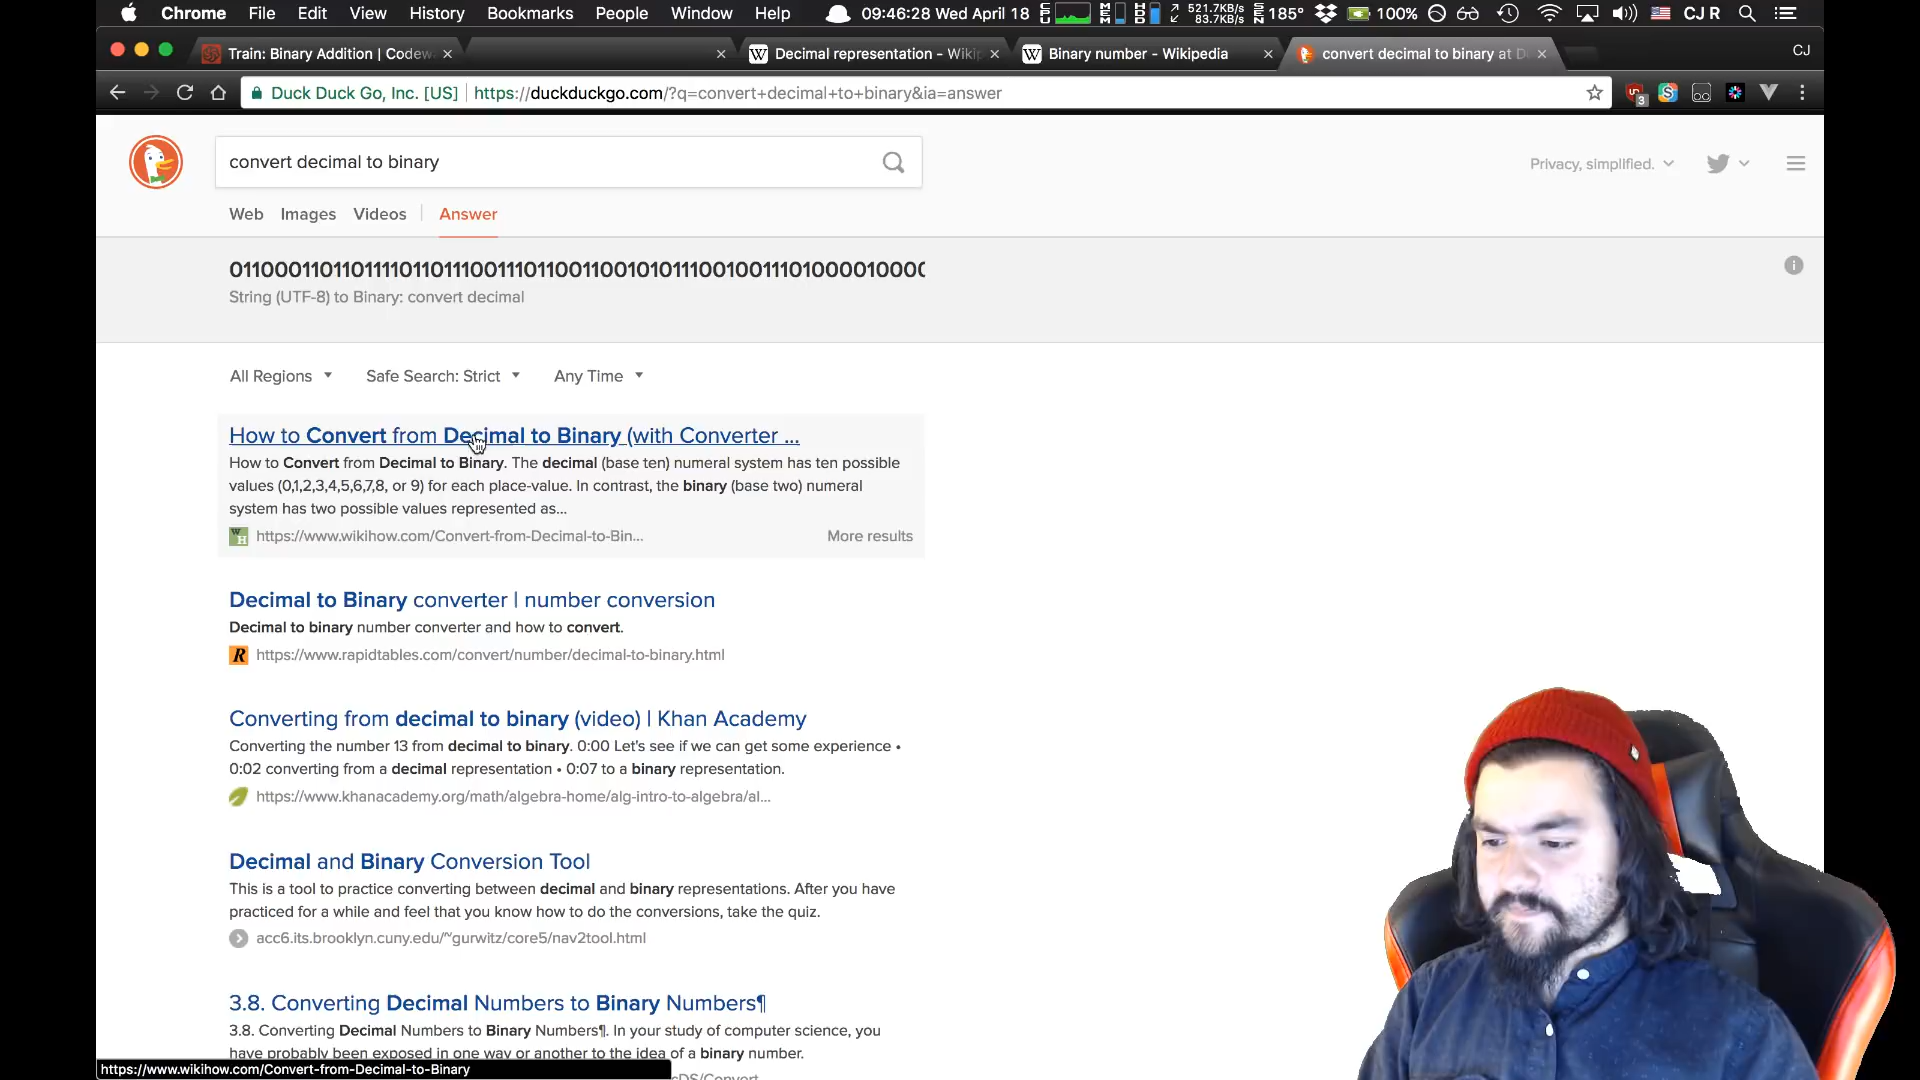 Chrome File Edit View History Bookmarks People Window Help 09:46:28 Wed April 18 521.7KB/s 83.7KB/s 185° 100% CJ R
Train: Binary Addition | Codew
Decimal representation - Wikip
Binary number - Wikipedia
convert decimal to binary at D
CJ
Duck Duck Go, Inc. [US] | https://duckduckgo.com/?q=convert+decimal+to+binary&ia=answer
3
convert decimal to binary
Privacy, simplified.
Web Images Videos Answer
String (UTF-8) to Binary: convert decimal
All Regions Safe Search: Strict Any Time
How to Convert from Decimal to Binary (with Converter ...
How to Convert from Decimal to Binary. The decimal (base ten) numeral system has ten possible
values (0,1,2,3,4,5,6,7,8, or 9) for each place-value. In contrast, the binary (base two) numeral
system has two possible values represented as...
https://www.wikihow.com/Convert-from-Decimal-to-Bin... More results
Decimal to Binary converter | number conversion
Decimal to binary number converter and how to convert.
https://www.rapidtables.com/convert/number/decimal-to-binary.html
Converting from decimal to binary (video) | Khan Academy
Converting the number 13 from decimal to binary. 0:00 Let's see if we can get some experience •
0:02 converting from a decimal representation • 0:07 to a binary representation.
https://www.khanacademy.org/math/algebra-home/alg-intro-to-algebra/al...
Decimal and Binary Conversion Tool
This is a tool to practice converting between decimal and binary representations. After you have
practiced for a while and feel that you know how to do the conversions, take the quiz.
acc6.its.brooklyn.cuny.edu/~gurwitz/core5/nav2tool.html
3.8. Converting Decimal Numbers to Binary Numbers¶
3.8. Converting Decimal Numbers to Binary Numbers¶. In your study of computer science, you
have probably been exposed in one way or another to the idea of a binary number.
https://www.wikihow.com/Convert-from-Decimal-to-Binary